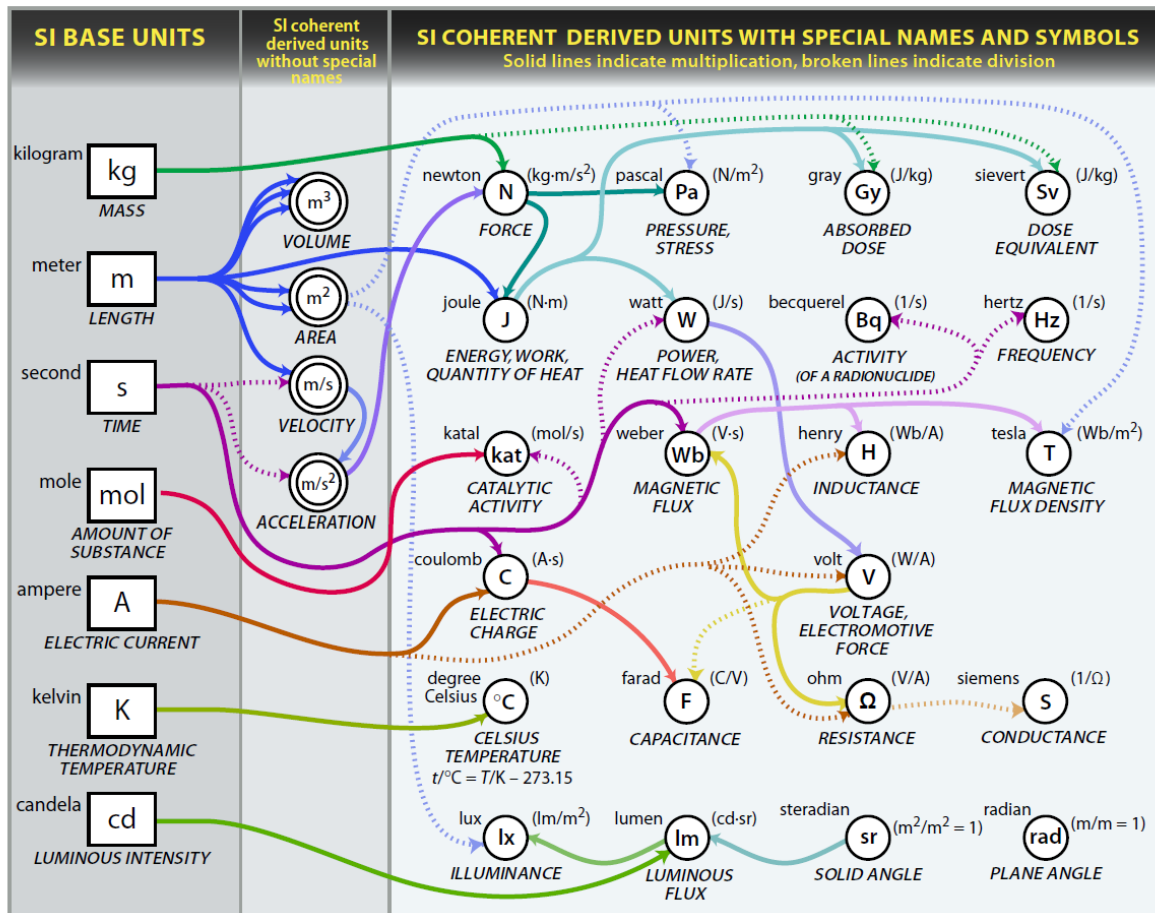 SI BASE UNITS
SI coherent
derived units
without special
names
SI COHERENT DERIVED UNITS WITH SPECIAL NAMES AND SYMBOLS
Solid lines indicate multiplication, broken lines indicate division
kilogram
kg
MASS
meter
m
LENGTH
second
s
TIME
mole
mol
AMOUNT OF
SUBSTANCE
ampere
A
ELECTRIC CURRENT
kelvin
K
THERMODYNAMIC
TEMPERATURE
candela
cd
LUMINOUS INTENSITY
m³
VOLUME
m²
AREA
m/s
VELOCITY
m/s²
ACCELERATION
newton
N
(kg·m/s²)
FORCE
pascal
Pa
(N/m²)
PRESSURE,
STRESS
gray
Gy
(J/kg)
ABSORBED
DOSE
sievert
Sv
(J/kg)
DOSE
EQUIVALENT
joule
J
(N·m)
ENERGY, WORK,
QUANTITY OF HEAT
watt
W
(J/s)
POWER,
HEAT FLOW RATE
becquerel
Bq
(1/s)
ACTIVITY
(OF A RADIONUCLIDE)
hertz
Hz
(1/s)
FREQUENCY
katal
kat
(mol/s)
CATALYTIC
ACTIVITY
weber
Wb
(V·s)
MAGNETIC
FLUX
henry
H
(Wb/A)
INDUCTANCE
tesla
T
(Wb/m²)
MAGNETIC
FLUX DENSITY
coulomb
C
(A·s)
ELECTRIC
CHARGE
volt
V
(W/A)
VOLTAGE,
ELECTROMOTIVE
FORCE
degree
Celsius
°C
(K)
CELSIUS
TEMPERATURE
t/°C = T/K – 273.15
farad
F
(C/V)
CAPACITANCE
ohm
Ω
(V/A)
RESISTANCE
siemens
S
(1/Ω)
CONDUCTANCE
lux
lx
(lm/m²)
ILLUMINANCE
lumen
lm
(cd·sr)
LUMINOUS
FLUX
steradian
sr
(m²/m² = 1)
SOLID ANGLE
radian
rad
(m/m = 1)
PLANE ANGLE